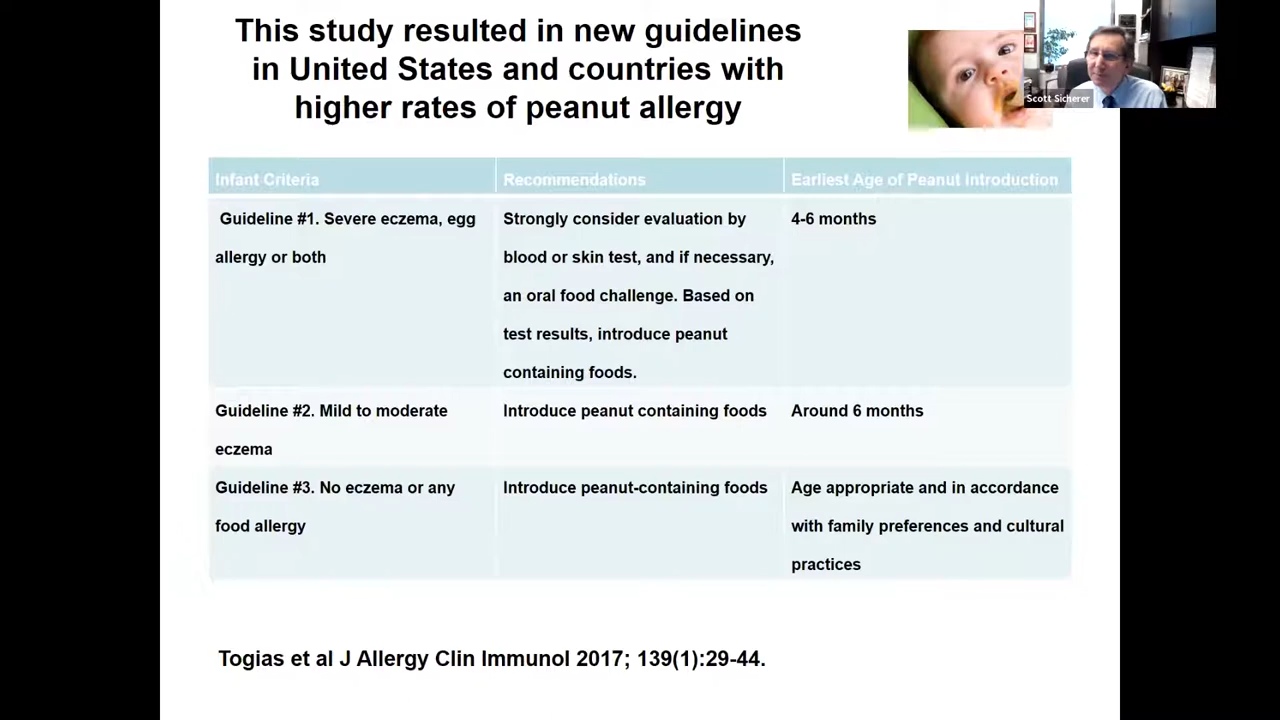 This study resulted in new guidelines
in United States and countries with
higher rates of peanut allergy
Scott Sicherer
Infant Criteria
Recommendations
Earliest Age of Peanut Introduction
Guideline #1. Severe eczema, egg
allergy or both
Strongly consider evaluation by
blood or skin test, and if necessary,
an oral food challenge. Based on
test results, introduce peanut
containing foods.
4-6 months
Guideline #2. Mild to moderate
eczema
Introduce peanut containing foods
Around 6 months
Guideline #3. No eczema or any
food allergy
Introduce peanut-containing foods
Age appropriate and in accordance
with family preferences and cultural
practices
Togias et al J Allergy Clin Immunol 2017; 139(1):29-44.